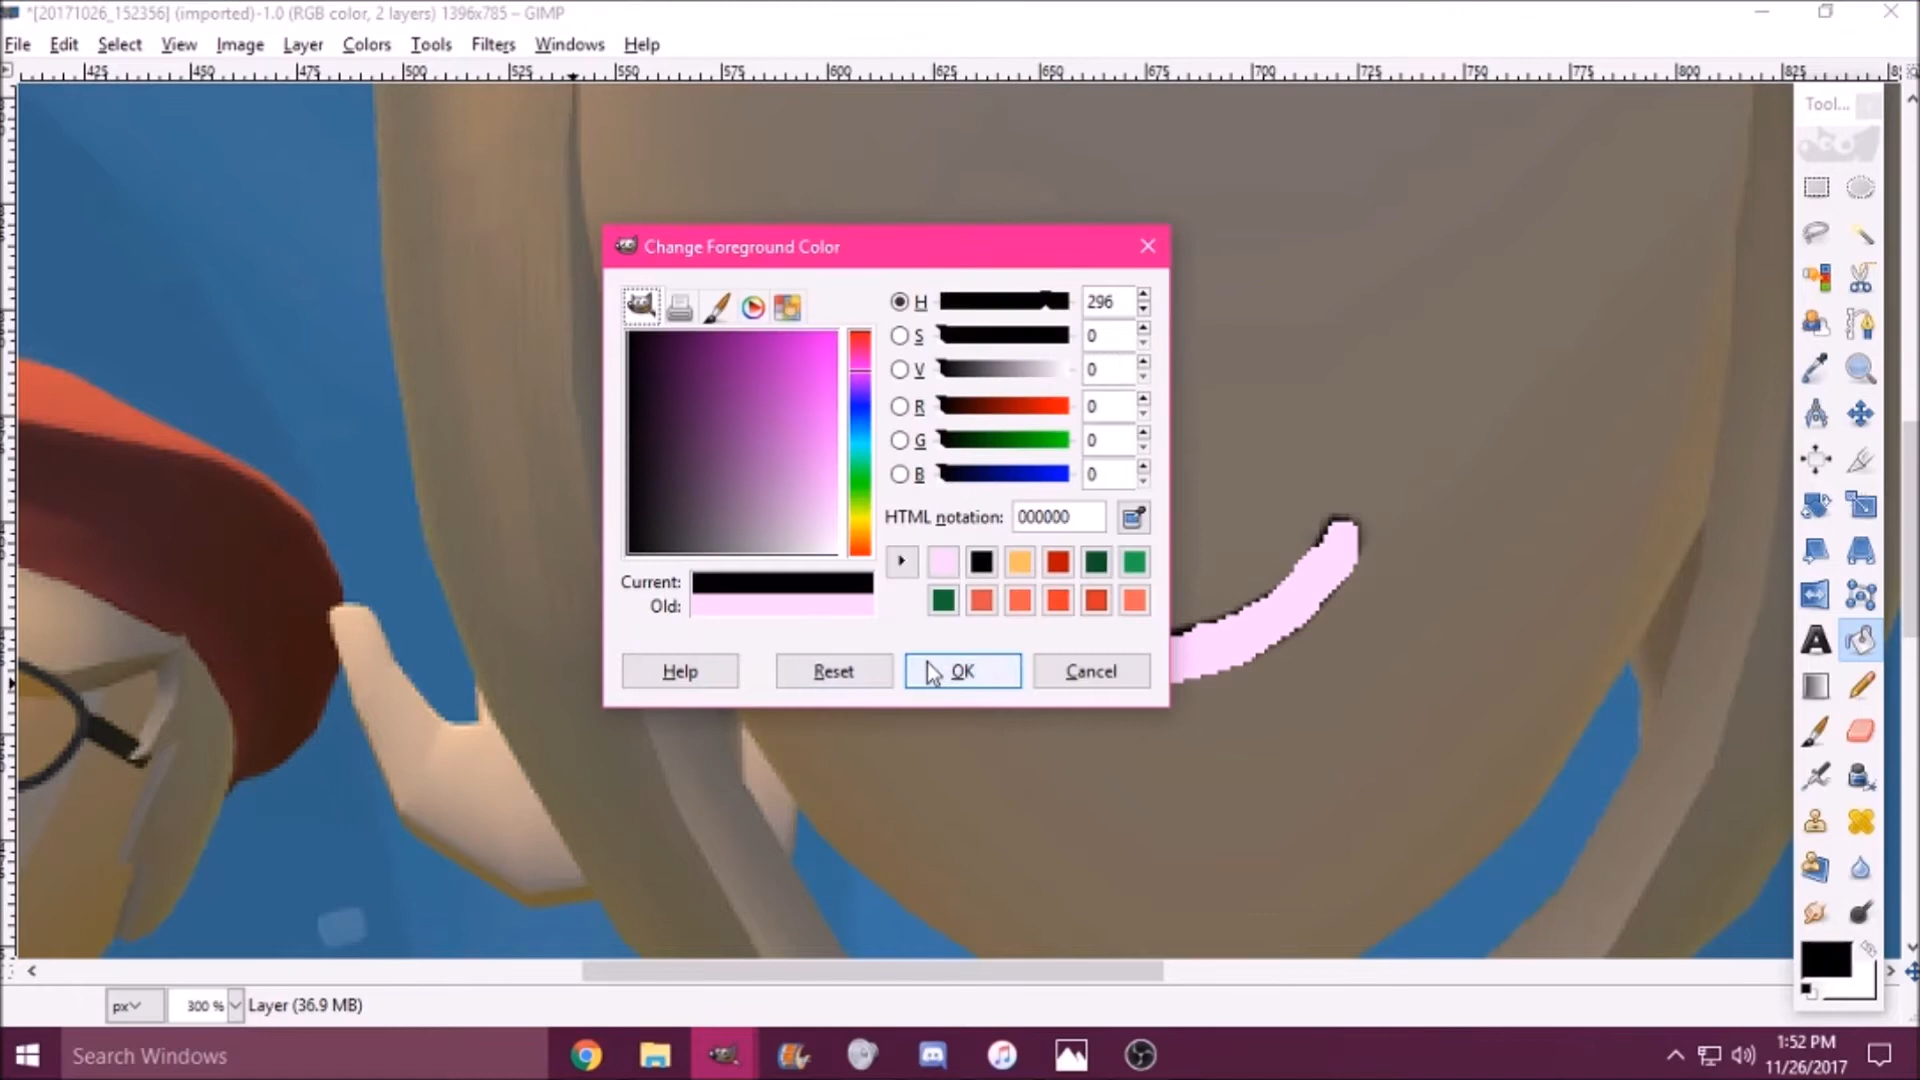 *[20171026_152356] (imported)-1.0 (RGB color, 2 layers) 1396x785 – GIMP
File Edit Select View Image Layer Colors Tools Filters Windows Help
425 450 475 500 525 550 575 600 625 650 675 700 725 750 775 800 825
Tool...
Change Foreground Color
H 296
S 0
V 0
R 0
G 0
B 0
HTML notation: 000000
Current:
Old:
Help Reset OK Cancel
px 300 % Layer (36.9 MB)
Search Windows
1:52 PM
11/26/2017